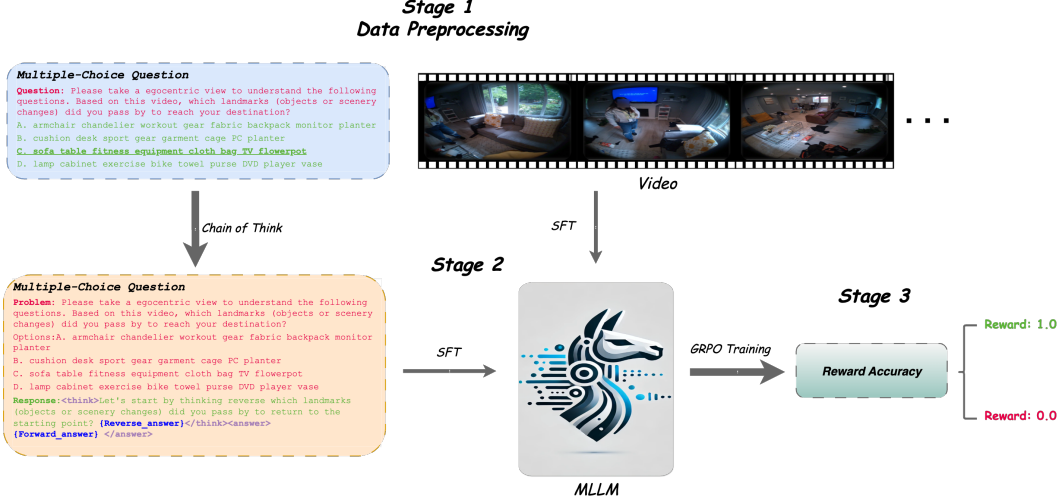 Stage 1
Data Preprocessing
Multiple-Choice Question
Question: Please take a egocentric view to understand the following
questions. Based on this video, which landmarks (objects or scenery
changes) did you pass by to reach your destination?
A. armchair chandelier workout gear fabric backpack monitor planter
B. cushion desk sport gear garment cage PC planter
C. sofa table fitness equipment cloth bag TV flowerpot
D. lamp cabinet exercise bike towel purse DVD player vase
. . .
Video
Chain of Think
SFT
Stage 2
Multiple-Choice Question
Problem: Please take a egocentric view to understand the following
questions. Based on this video, which landmarks (objects or scenery
changes) did you pass by to reach your destination?
Options:A. armchair chandelier workout gear fabric backpack monitor
planter
B. cushion desk sport gear garment cage PC planter
C. sofa table fitness equipment cloth bag TV flowerpot
D. lamp cabinet exercise bike towel purse DVD player vase
Response:<think>Let's start by thinking reverse which landmarks
(objects or scenery changes) did you pass by to return to the
starting point? {Reverse_answer}</think><answer>
{Forward_answer} </answer>
SFT
MLLM
GRPO Training
Stage 3
Reward Accuracy
Reward: 1.0
Reward: 0.0